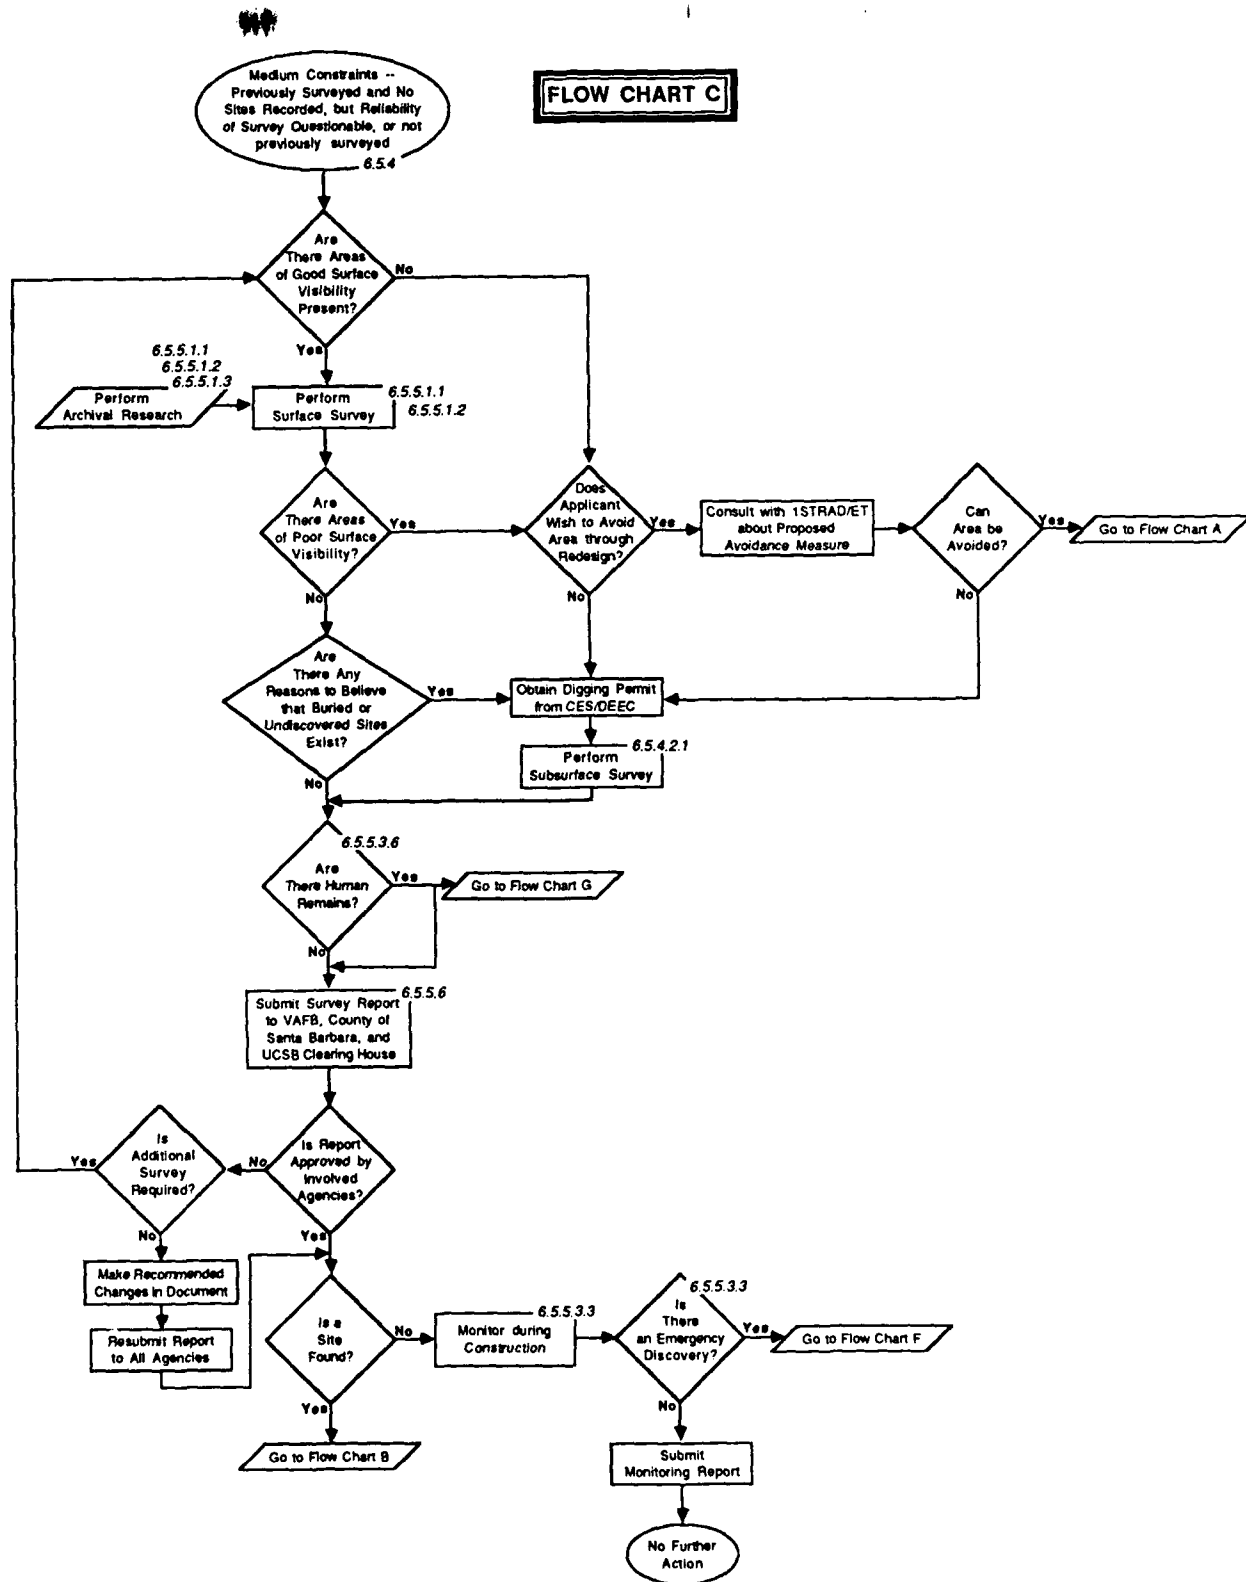 FLOW CHART C
Medium Constraints --
Previously Surveyed and No
Sites Recorded, but Reliability
of Survey Questionable, or not
previously surveyed
6.5.4
Are
There Areas
of Good Surface
Visibility
Present?
No
Yes
6.5.5.1.1
6.5.5.1.2
6.5.5.1.3
Perform
Archival Research
Perform
Surface Survey
6.5.5.1.1
6.5.5.1.2
Are
There Areas
of Poor Surface
Visibility?
Yes
No
Does
Applicant
Wish to Avoid
Area through
Redesign?
Yes
No
Consult with 1STRAD/ET
about Proposed
Avoidance Measure
Can
Area be
Avoided?
Yes
No
Go to Flow Chart A
Are
There Any
Reasons to Believe
that Buried or
Undiscovered Sites
Exist?
Yes
No
Obtain Digging Permit
from CES/DEEC
6.5.4.2.1
Perform
Subsurface Survey
6.5.5.3.6
Are
There Human
Remains?
Yes
No
Go to Flow Chart G
6.5.5.6
Submit Survey Report
to VAFB, County of
Santa Barbara, and
UCSB Clearing House
Is Report
Approved by
Involved
Agencies?
No
Yes
Is
Additional
Survey
Required?
Yes
No
Make Recommended
Changes in Document
Resubmit Report
to All Agencies
Is a
Site
Found?
No
Yes
Go to Flow Chart B
6.5.5.3.3
Monitor during
Construction
6.5.5.3.3
Is
There
an Emergency
Discovery?
Yes
No
Go to Flow Chart F
Submit
Monitoring Report
No Further
Action